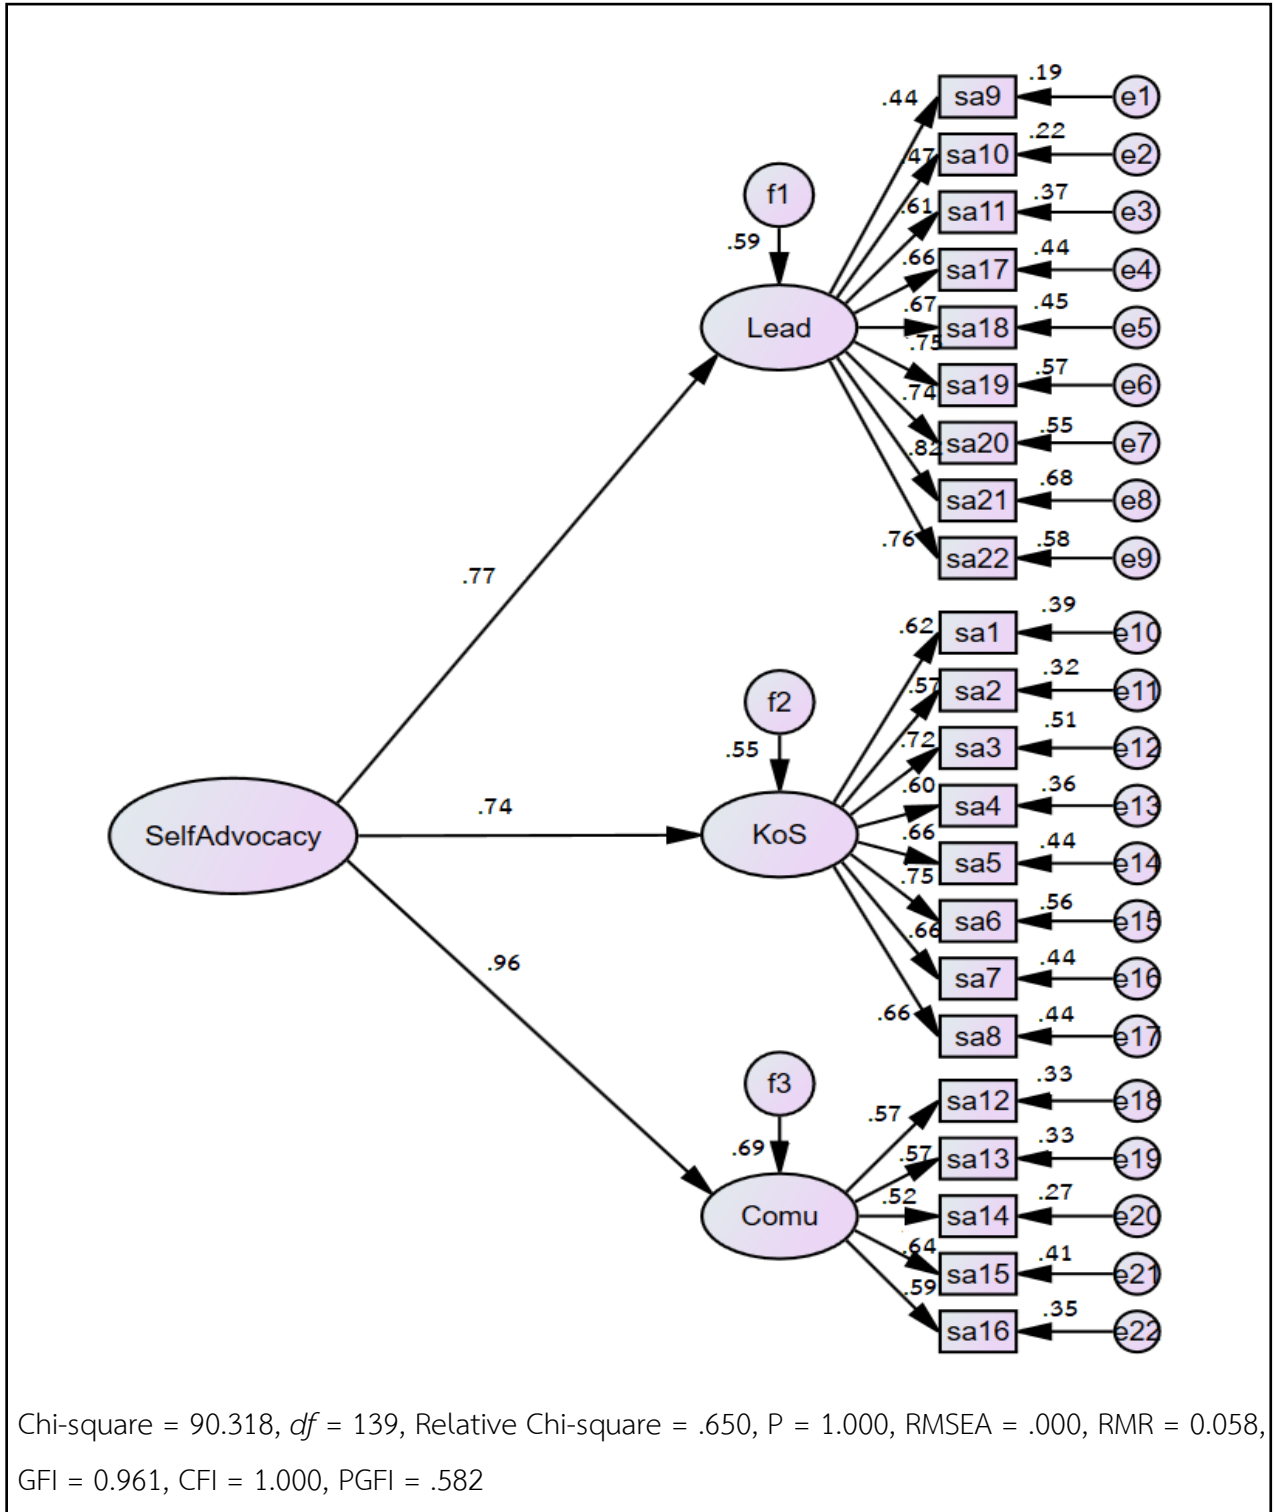 .44 sa9 .19 e1
.47 sa10 .22 e2
f1 .61 sa11 .37 e3
.59 .66 sa17 .44 e4
Lead .67 sa18 .45 e5
.75 sa19 .57 e6
.74 sa20 .55 e7
.82 sa21 .68 e8
.76 sa22 .58 e9
.77
.62 sa1 .39 e10
f2 .57 sa2 .32 e11
.55 .72 sa3 .51 e12
.60 sa4 .36 e13
SelfAdvocacy .74 KoS
.66 sa5 .44 e14
.75 sa6 .56 e15
.66 sa7 .44 e16
.96
.66 sa8 .44 e17
f3 .57 sa12 .33 e18
.69 .57 sa13 .33 e19
Comu .52 sa14 .27 e20
.64 sa15 .41 e21
.59 sa16 .35 e22
Chi-square = 90.318, df = 139, Relative Chi-square = .650, P = 1.000, RMSEA = .000, RMR = 0.058,
GFI = 0.961, CFI = 1.000, PGFI = .582